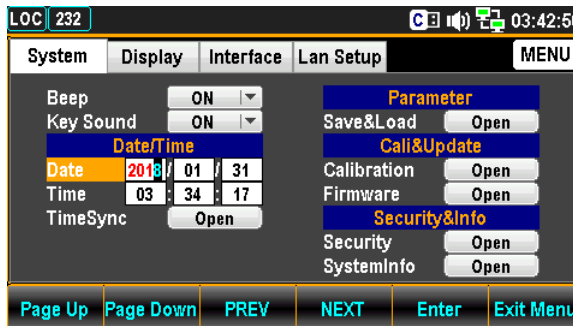 LOC 232 C 03:42:50
System Display Interface Lan Setup MENU
Beep ON
Key Sound ON
Date/Time
Date 2018 / 01 / 31
Time 03 : 34 : 17
TimeSync Open
Parameter
Save&Load Open
Cali&Update
Calibration Open
Firmware Open
Security&Info
Security Open
SystemInfo Open
Page Up Page Down PREV NEXT Enter Exit Menu